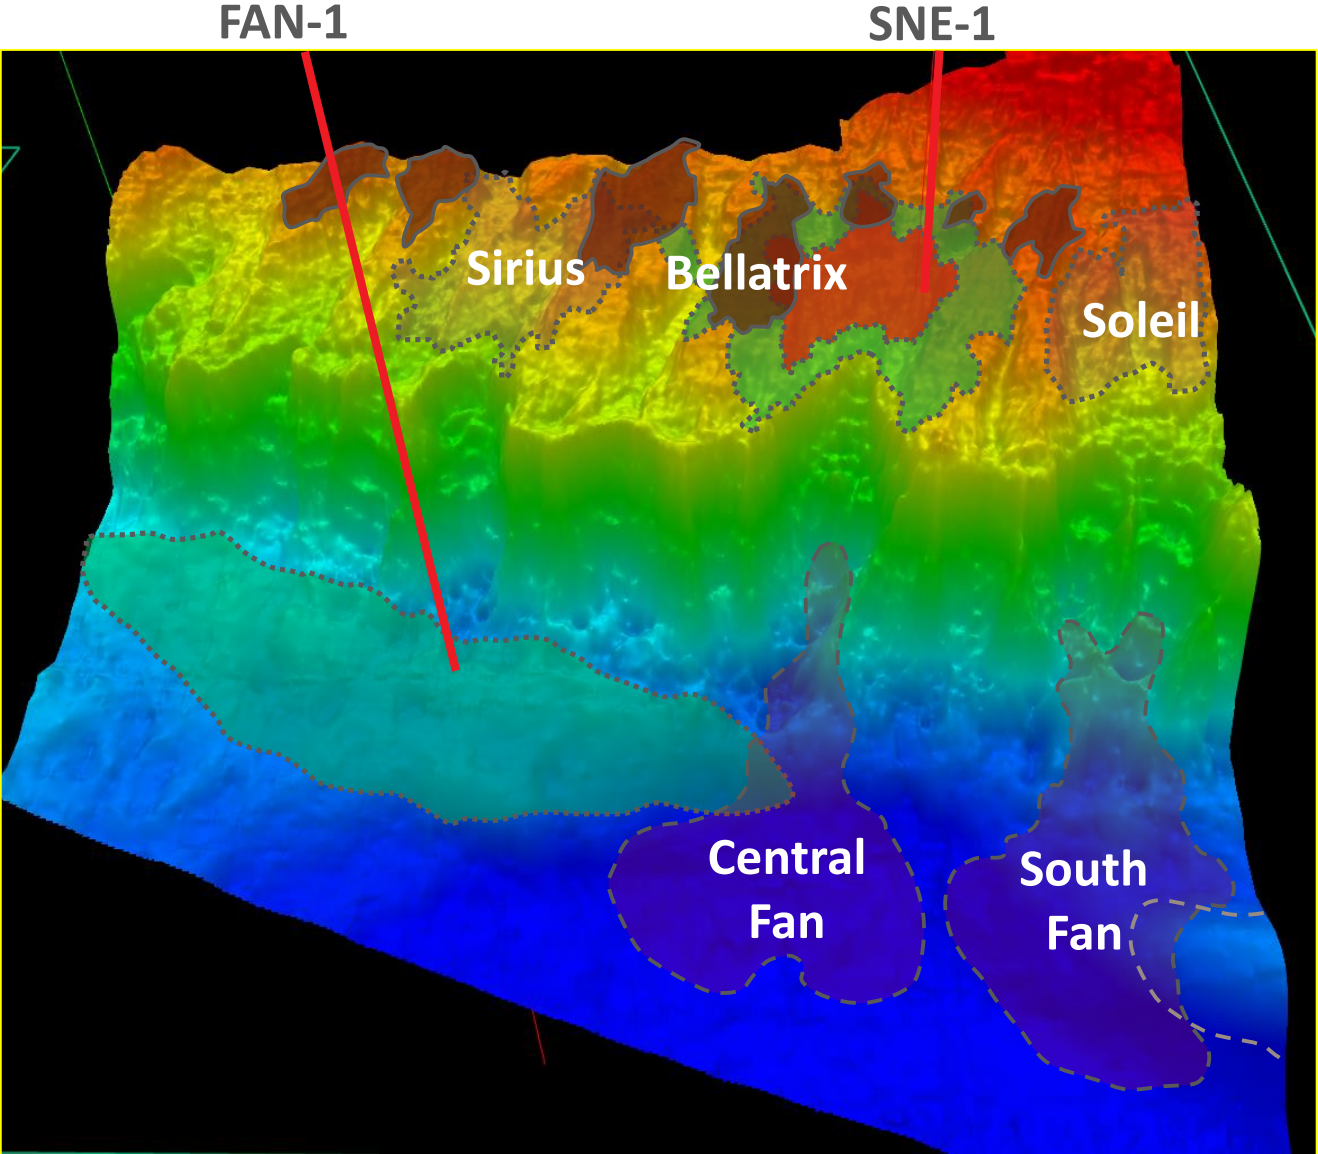 FAN-1
SNE-1
Sirius
Bellatrix
Soleil
Central
Fan
South
Fan